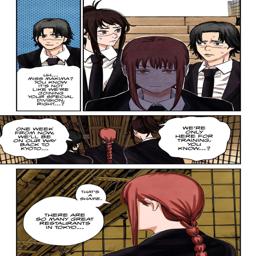 UH...
MISS MAKIMA?
YOU KNOW
IT'S NOT
LIKE WE'RE
JOINING
YOUR SPECIAL
DIVISION,
RIGHT...?
ONE WEEK
FROM NOW,
WE'LL BE
ON OUR WAY
BACK TO
KYOTO...
WE'RE
ONLY
HERE FOR
TRAINING,
YOU
KNOW...?
THAT'S
A SHAME.
THERE ARE
SO MANY GREAT
RESTAURANTS
IN TOKYO...